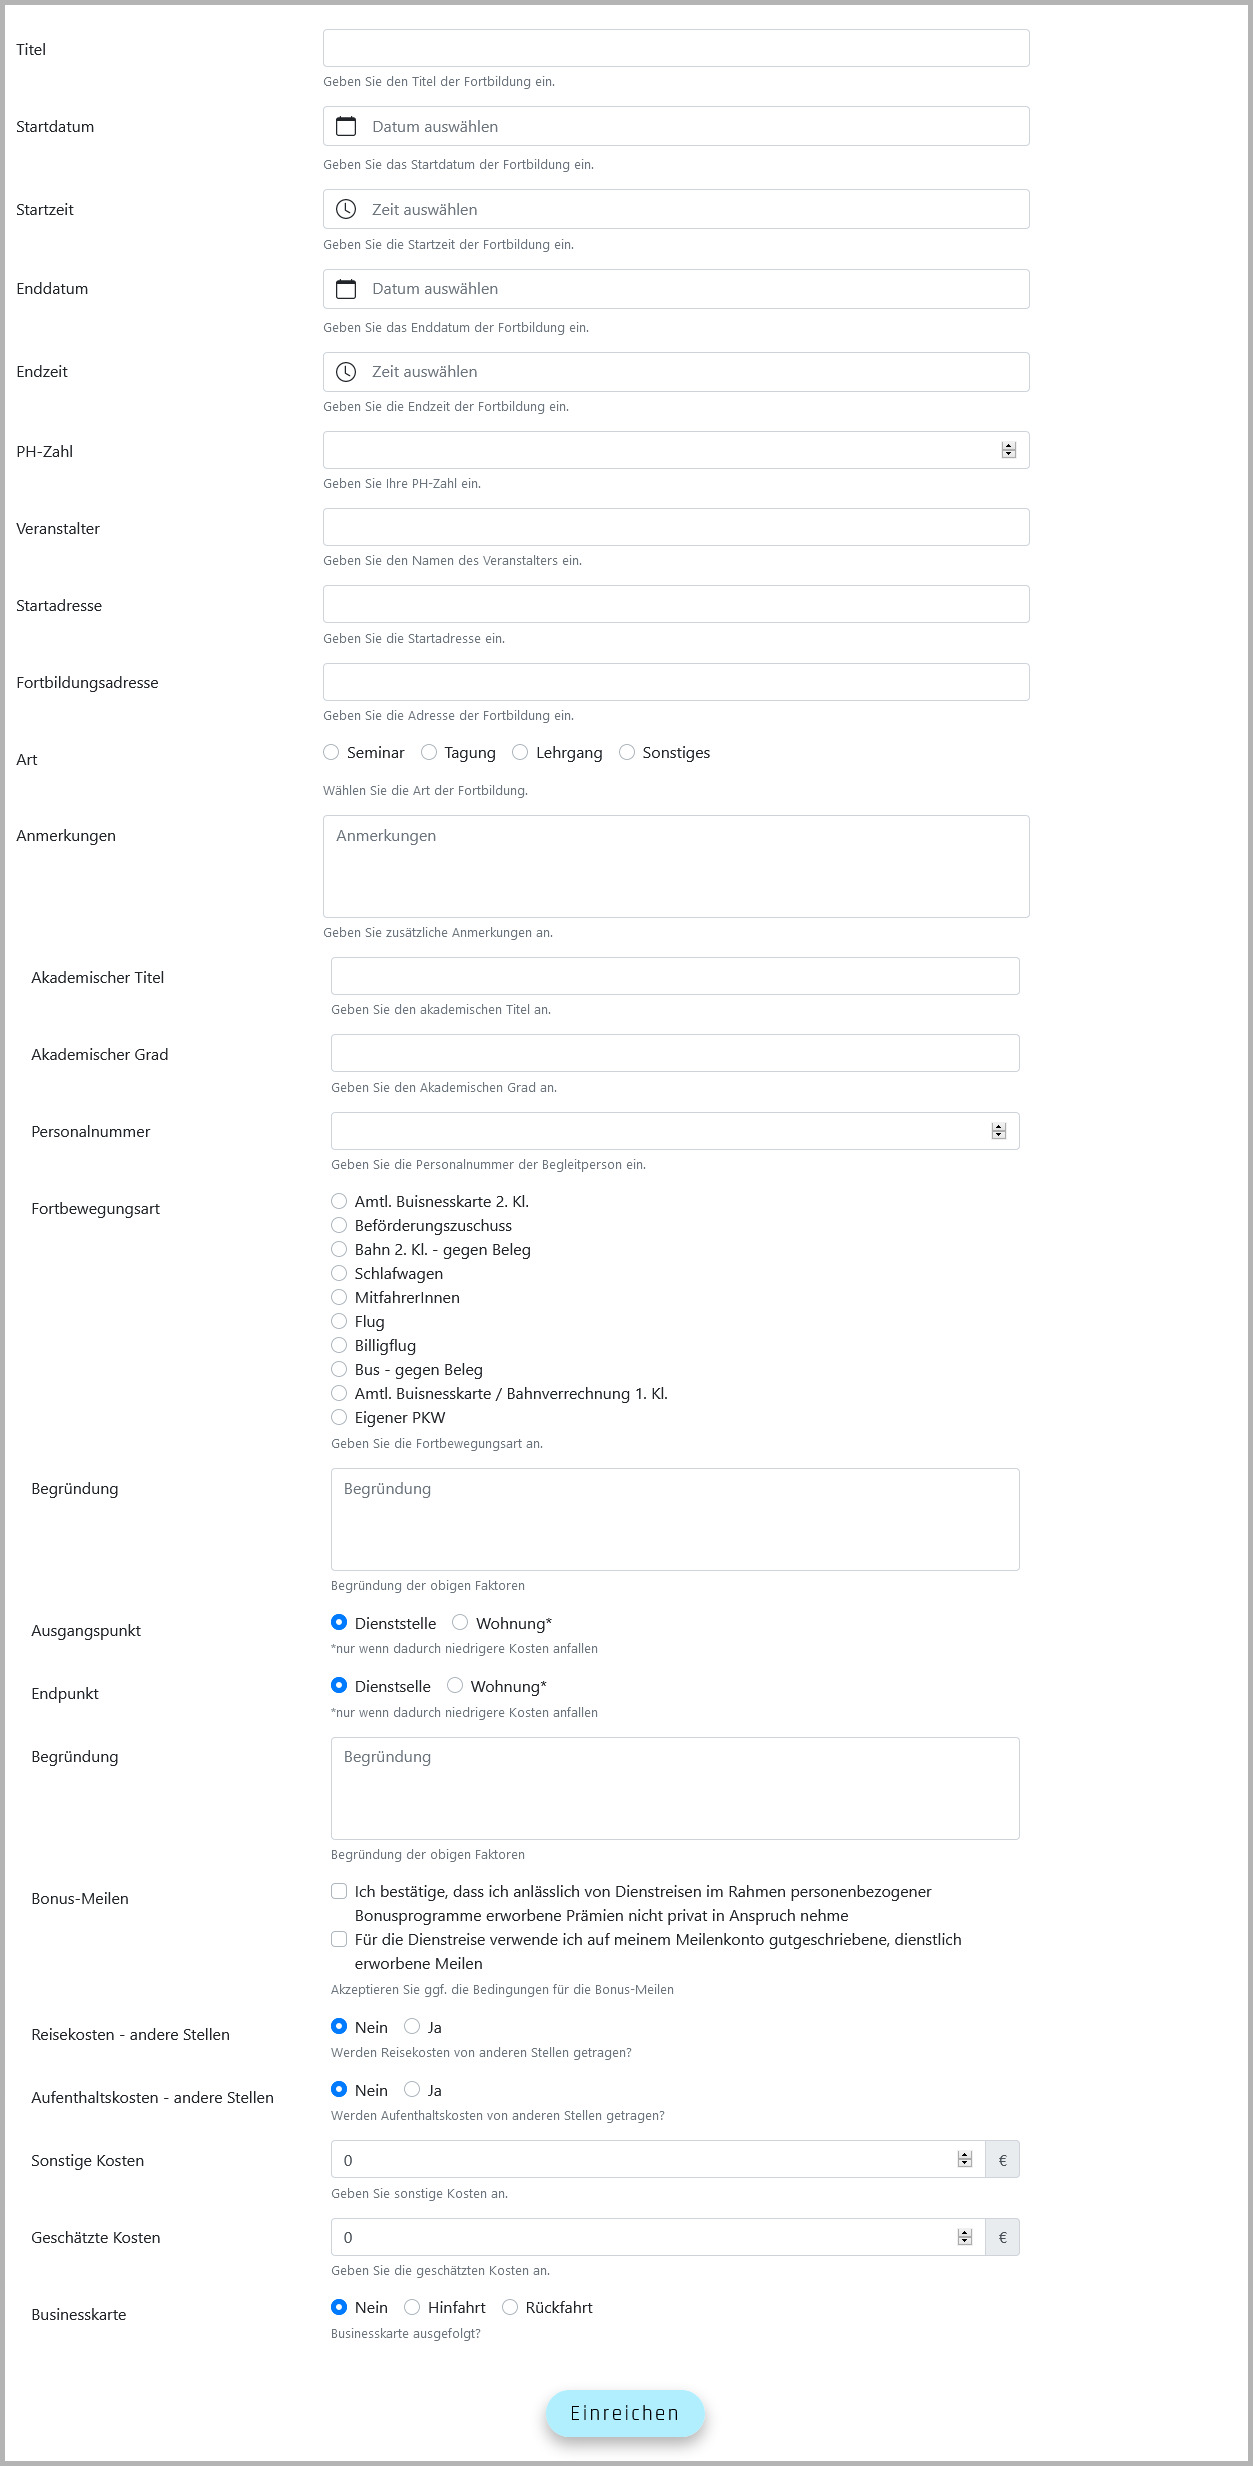 Titel
Geben Sie den Titel der Fortbildung ein.
Startdatum
Datum auswählen
Geben Sie das Startdatum der Fortbildung ein.
Startzeit
Zeit auswählen
Geben Sie die Startzeit der Fortbildung ein.
Enddatum
Datum auswählen
Geben Sie das Enddatum der Fortbildung ein.
Endzeit
Zeit auswählen
Geben Sie die Endzeit der Fortbildung ein.
PH-Zahl
Geben Sie Ihre PH-Zahl ein.
Veranstalter
Geben Sie den Namen des Veranstalters ein.
Startadresse
Geben Sie die Startadresse ein.
Fortbildungsadresse
Geben Sie die Adresse der Fortbildung ein.
Art
Seminar Tagung Lehrgang Sonstiges
Wählen Sie die Art der Fortbildung.
Anmerkungen
Anmerkungen
Geben Sie zusätzliche Anmerkungen an.
Akademischer Titel
Geben Sie den akademischen Titel an.
Akademischer Grad
Geben Sie den Akademischen Grad an.
Personalnummer
Geben Sie die Personalnummer der Begleitperson ein.
Fortbewegungsart
Amtl. Buisnesskarte 2. Kl.
Beförderungszuschuss
Bahn 2. Kl. - gegen Beleg
Schlafwagen
MitfahrerInnen
Flug
Billigflug
Bus - gegen Beleg
Amtl. Buisnesskarte / Bahnverrechnung 1. Kl.
Eigener PKW
Geben Sie die Fortbewegungsart an.
Begründung
Begründung
Begründung der obigen Faktoren
Ausgangspunkt
Dienststelle Wohnung*
*nur wenn dadurch niedrigere Kosten anfallen
Endpunkt
Dienstselle Wohnung*
*nur wenn dadurch niedrigere Kosten anfallen
Begründung
Begründung
Begründung der obigen Faktoren
Bonus-Meilen
Ich bestätige, dass ich anlässlich von Dienstreisen im Rahmen personenbezogener
Bonusprogramme erworbene Prämien nicht privat in Anspruch nehme
Für die Dienstreise verwende ich auf meinem Meilenkonto gutgeschriebene, dienstlich
erworbene Meilen
Akzeptieren Sie ggf. die Bedingungen für die Bonus-Meilen
Reisekosten - andere Stellen
Nein Ja
Werden Reisekosten von anderen Stellen getragen?
Aufenthaltskosten - andere Stellen
Nein Ja
Werden Aufenthaltskosten von anderen Stellen getragen?
Sonstige Kosten
0 €
Geben Sie sonstige Kosten an.
Geschätzte Kosten
0 €
Geben Sie die geschätzten Kosten an.
Businesskarte
Nein Hinfahrt Rückfahrt
Businesskarte ausgefolgt?
Einreichen